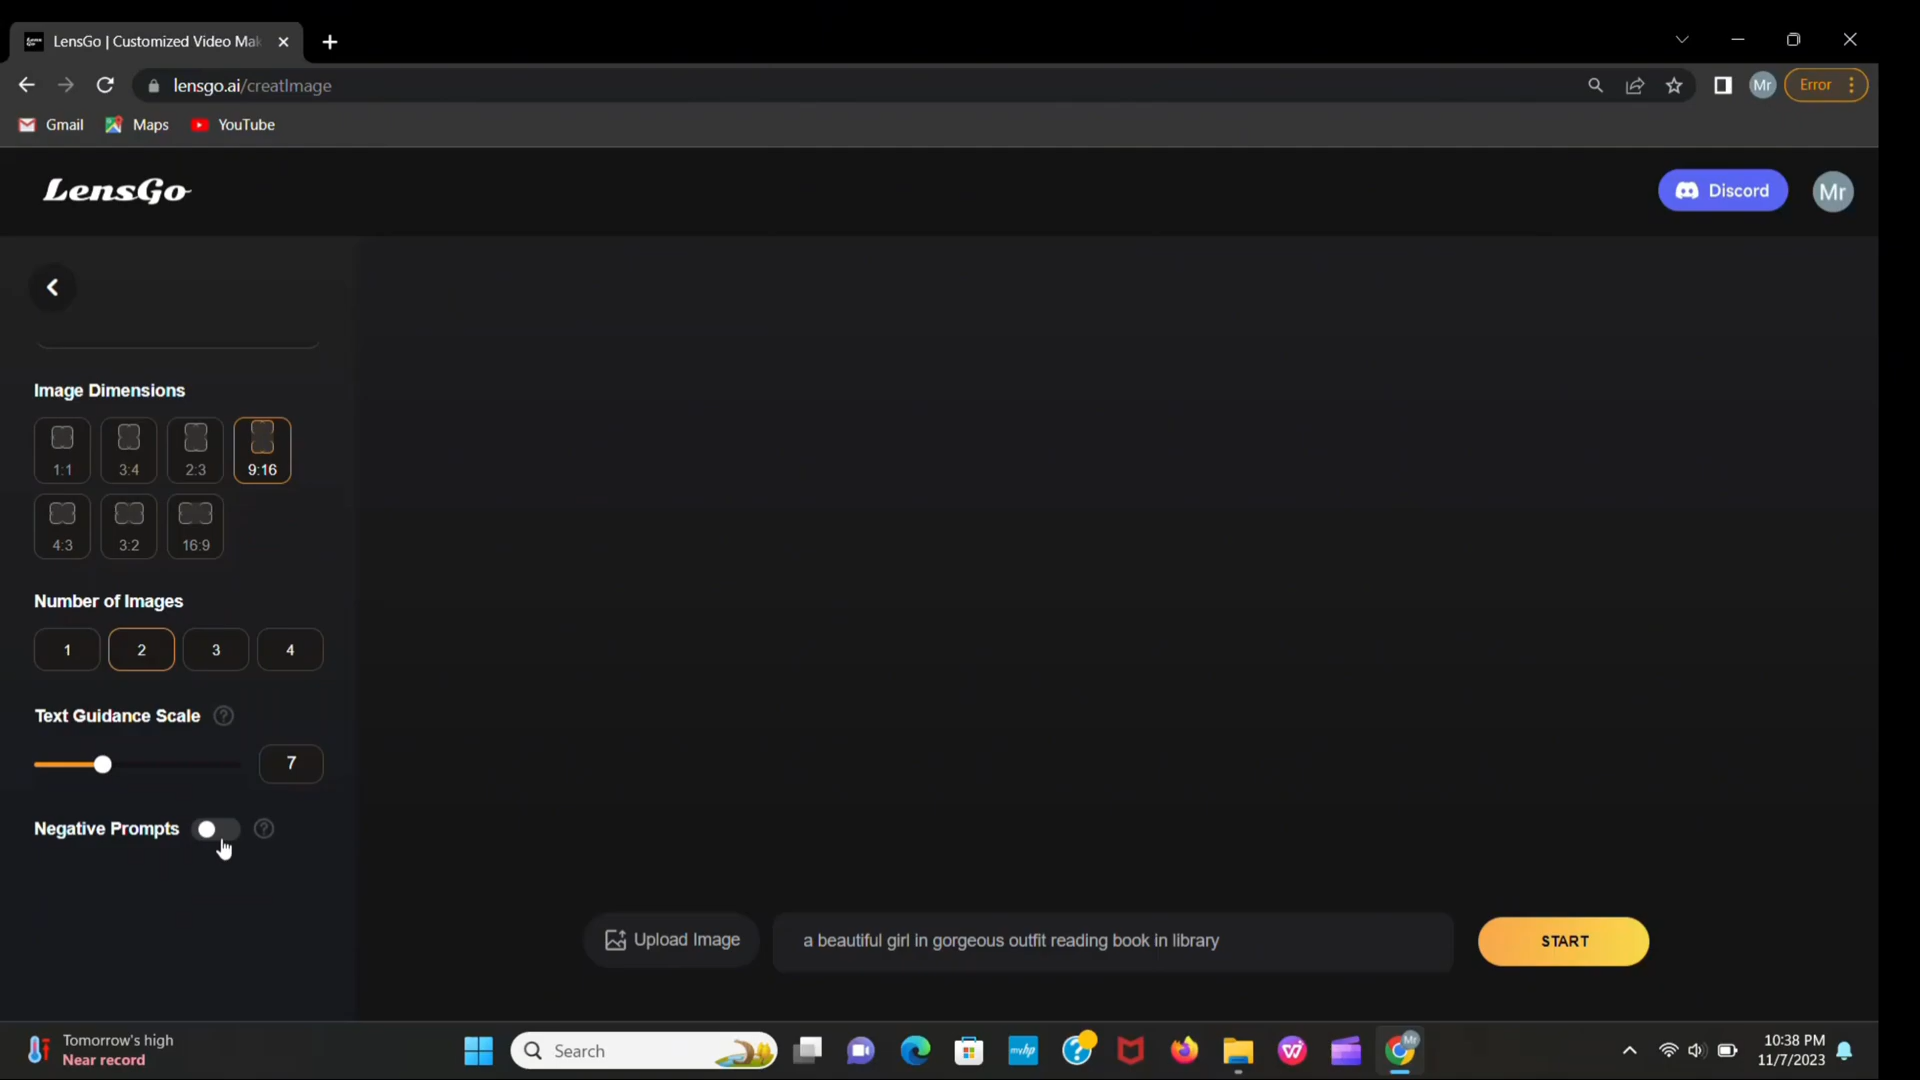 LensGo | Customized Video Mak
lensgo.ai/creatImage
Mr
Error
Gmail
Maps
YouTube
LensGo
Discord
Mr
Image Dimensions
1:1
3:4
2:3
9:16
4:3
3:2
16:9
Number of Images
1
2
3
4
Text Guidance Scale
?
7
Negative Prompts
?
Upload Image
a beautiful girl in gorgeous outfit reading book in library
START
Tomorrow's high
Near record
Search
myhp
?
Mr
10:38 PM
11/7/2023